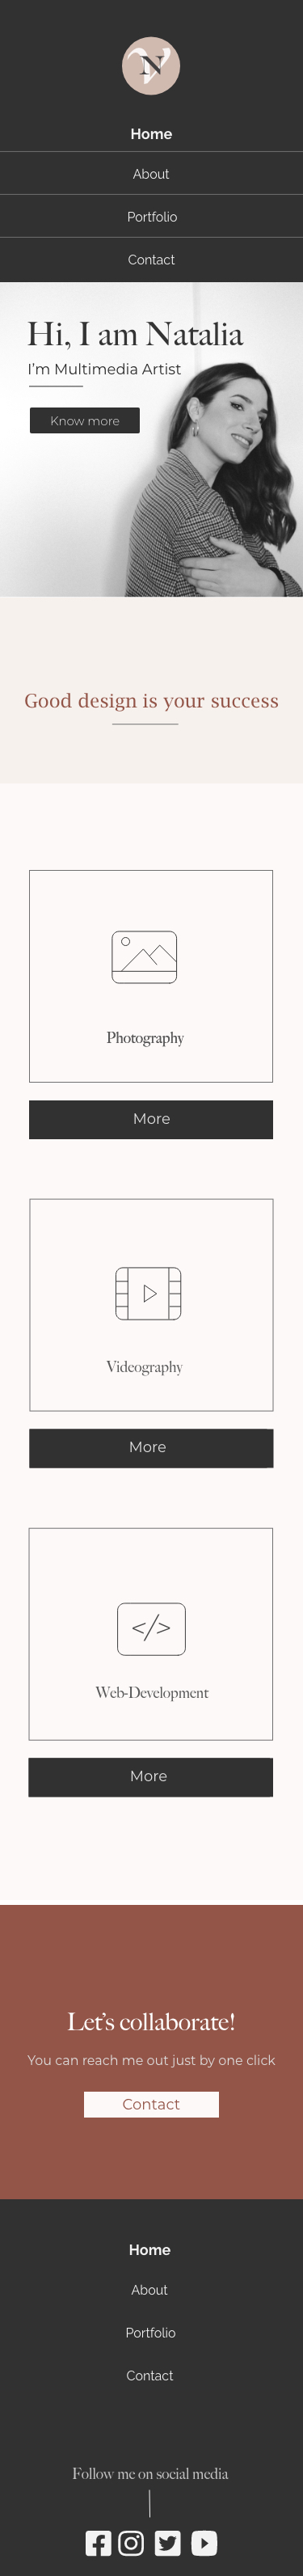 N
Home
About
Portfolio
Contact
Hi, I am Natalia
I'm Multimedia Artist
Know more
Good design is your success
Photography
More
Videography
More
</>
Web-Development
More
Let's collaborate!
You can reach me out just by one click
Contact
Home
About
Portfolio
Contact
Follow me on social media